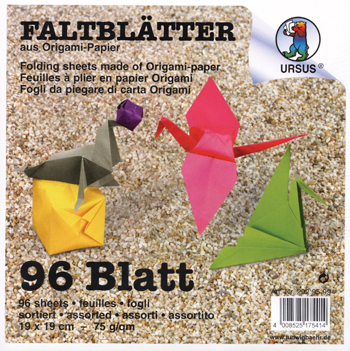 FALTBLÄTTER
aus Origami-Papier
Folding sheets made of Origami-paper
Feuilles à plier en papier Origami
Fogli da piegare di carta Origami
URSUS®
96 Blatt
96 sheets • feuilles • fogli
sortiert • assorted • assorti • assortito
19 x 19 cm – 75 g/qm
4 008525 175414